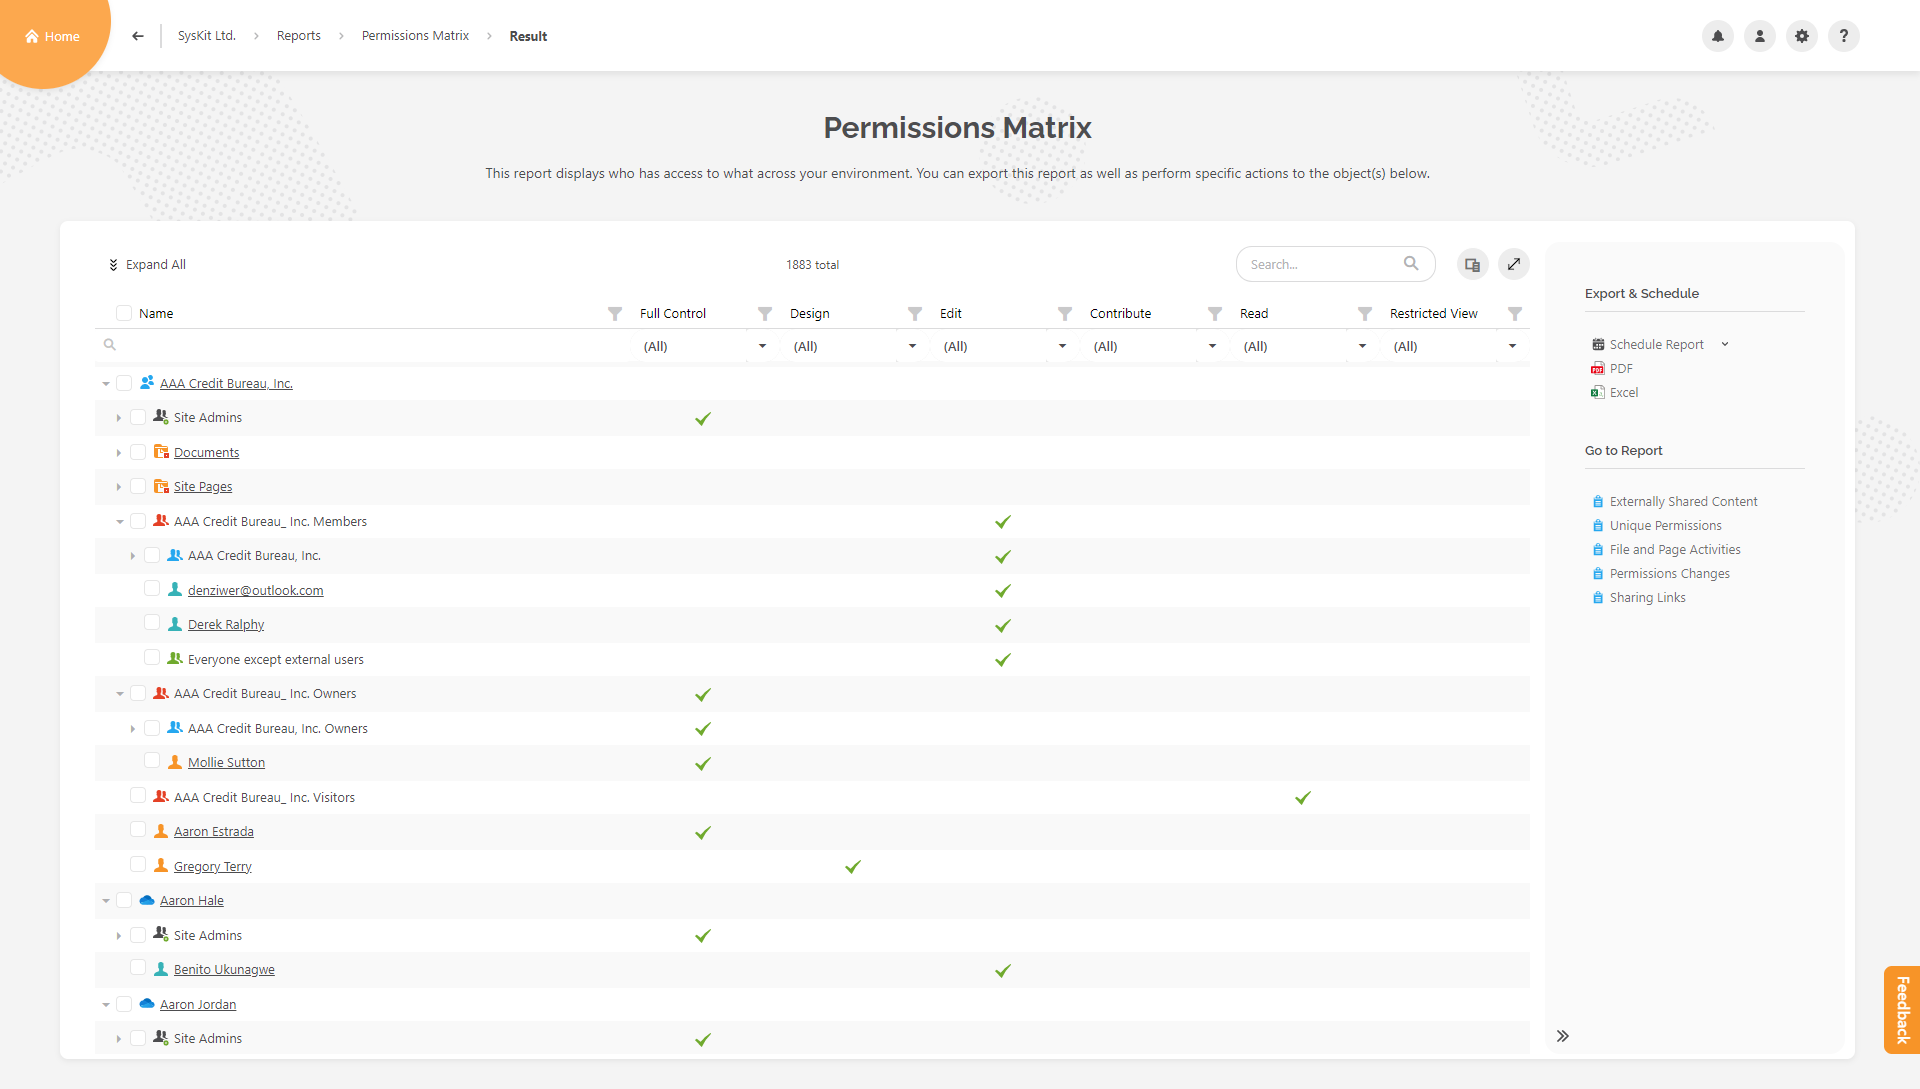 Home
SysKit Ltd. Reports Permissions Matrix Result
Permissions Matrix
This report displays who has access to what across your environment. You can export this report as well as perform specific actions to the object(s) below.
Expand All
1883 total
Search...
Name Full Control Design Edit Contribute Read Restricted View
(All) (All) (All) (All) (All) (All)
AAA Credit Bureau, Inc.
Site Admins
Documents
Site Pages
AAA Credit Bureau_ Inc. Members
AAA Credit Bureau, Inc.
denziwer@outlook.com
Derek Ralphy
Everyone except external users
AAA Credit Bureau_ Inc. Owners
AAA Credit Bureau, Inc. Owners
Mollie Sutton
AAA Credit Bureau_ Inc. Visitors
Aaron Estrada
Gregory Terry
Aaron Hale
Site Admins
Benito Ukunagwe
Aaron Jordan
Site Admins
Export & Schedule
Schedule Report
PDF
Excel
Go to Report
Externally Shared Content
Unique Permissions
File and Page Activities
Permissions Changes
Sharing Links
Feedback